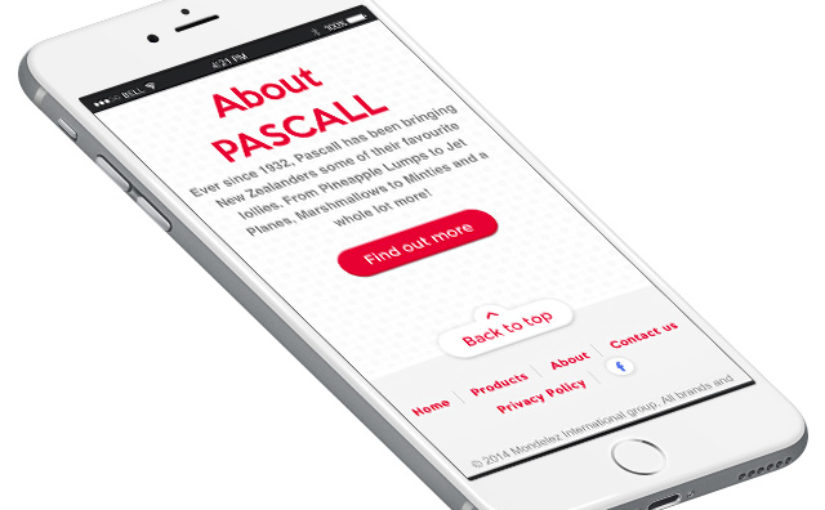 BELL 4:21 PM 100%
About
PASCALL
Ever since 1932, Pascall has been bringing
New Zealanders some of their favourite
lollies. From Pineapple Lumps to Jet
Planes, Marshmallows to Minties and a
whole lot more!
Find out more
Back to top
Home Products About Contact us
Privacy Policy f
© 2014 Mondelez International group. All brands and